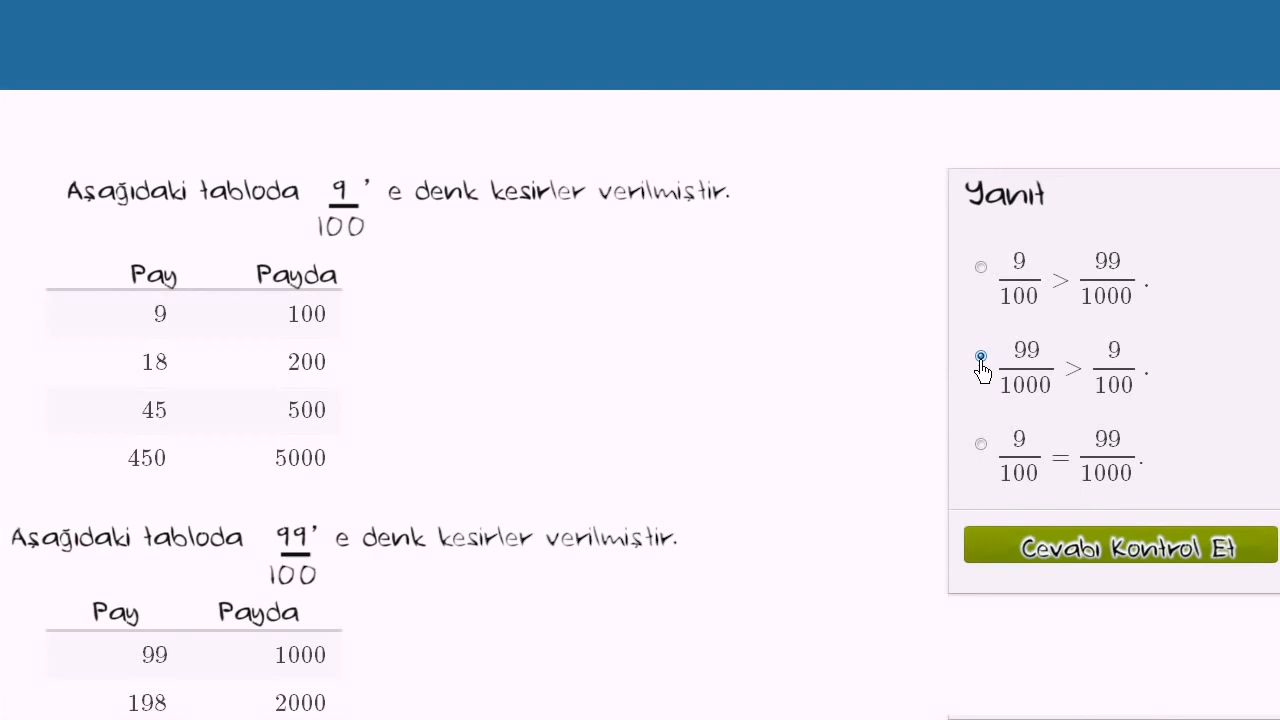 Aşağıdaki tabloda 9/100 ' e denk kesirler verilmiştir.
Pay Payda
9 100
18 200
45 500
450 5000
Aşağıdaki tabloda 99/100 ' e denk kesirler verilmiştir.
Pay Payda
99 1000
198 2000
Yanıt
9/100 > 99/1000 .
99/1000 > 9/100 .
9/100 = 99/1000 .
Cevabı Kontrol Et